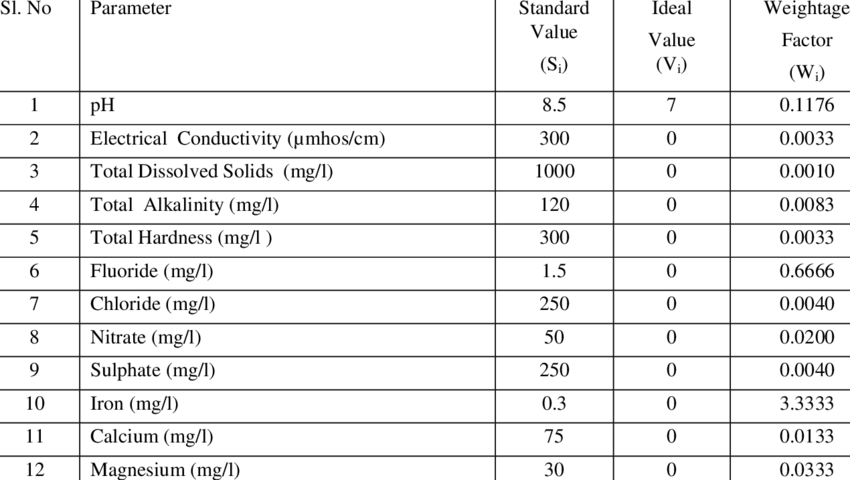 Sl. No Parameter Standard Value (Si) Ideal Value (Vi) Weightage Factor (Wi)
1 pH 8.5 7 0.1176
2 Electrical Conductivity (µmhos/cm) 300 0 0.0033
3 Total Dissolved Solids (mg/l) 1000 0 0.0010
4 Total Alkalinity (mg/l) 120 0 0.0083
5 Total Hardness (mg/l ) 300 0 0.0033
6 Fluoride (mg/l) 1.5 0 0.6666
7 Chloride (mg/l) 250 0 0.0040
8 Nitrate (mg/l) 50 0 0.0200
9 Sulphate (mg/l) 250 0 0.0040
10 Iron (mg/l) 0.3 0 3.3333
11 Calcium (mg/l) 75 0 0.0133
12 Magnesium (mg/l) 30 0 0.0333